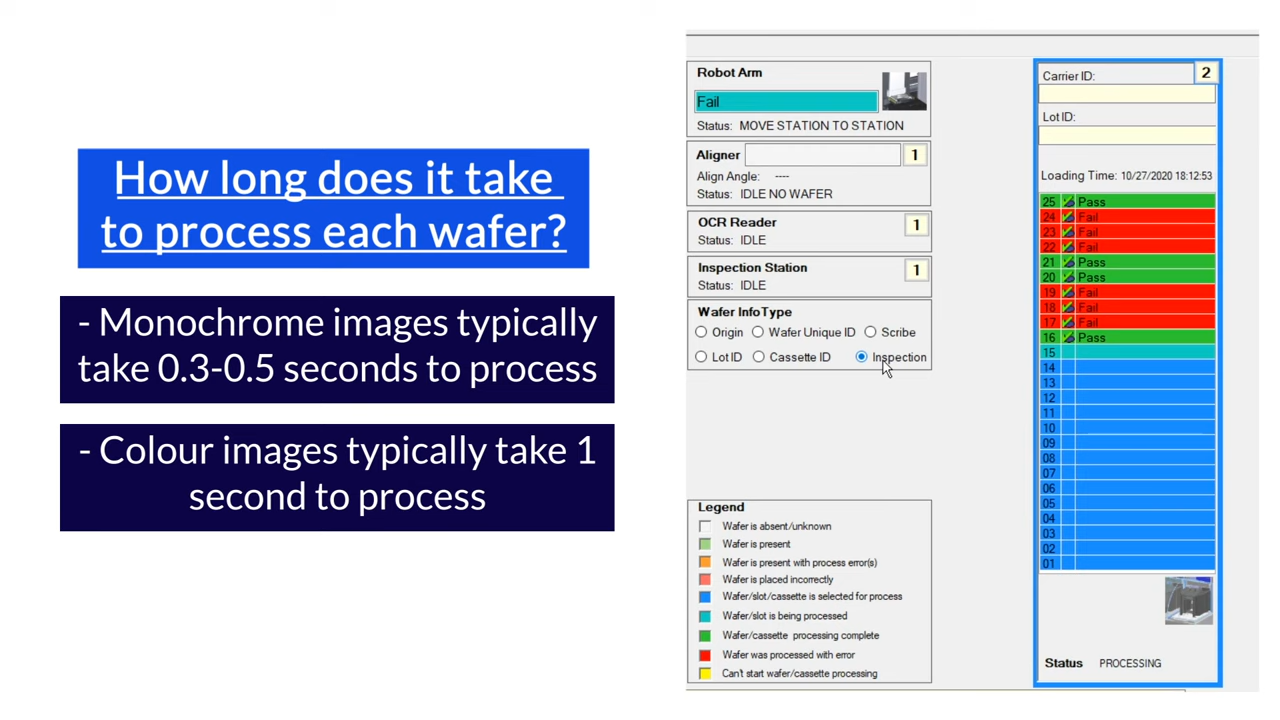 How long does it take
to process each wafer?
- Monochrome images typically
take 0.3-0.5 seconds to process
- Colour images typically take 1
second to process
Robot Arm
Fail
Status: MOVE STATION TO STATION
Aligner 1
Align Angle: ----
Status: IDLE NO WAFER
OCR Reader 1
Status: IDLE
Inspection Station 1
Status: IDLE
Wafer InfoType
Origin Wafer Unique ID Scribe
Lot ID Cassette ID Inspection
Legend
Wafer is absent/unknown
Wafer is present
Wafer is present with process error(s)
Wafer is placed incorrectly
Wafer/slot/cassette is selected for process
Wafer/slot is being processed
Wafer/cassette processing complete
Wafer was processed with error
Can't start wafer/cassette processing
Carrier ID: 2
Lot ID:
Loading Time: 10/27/2020 18:12:53
25 Pass
24 Fail
23 Fail
22 Fail
21 Pass
20 Pass
19 Fail
18 Fail
17 Fail
16 Pass
15
14
13
12
11
10
09
08
07
06
05
04
03
02
01
Status PROCESSING